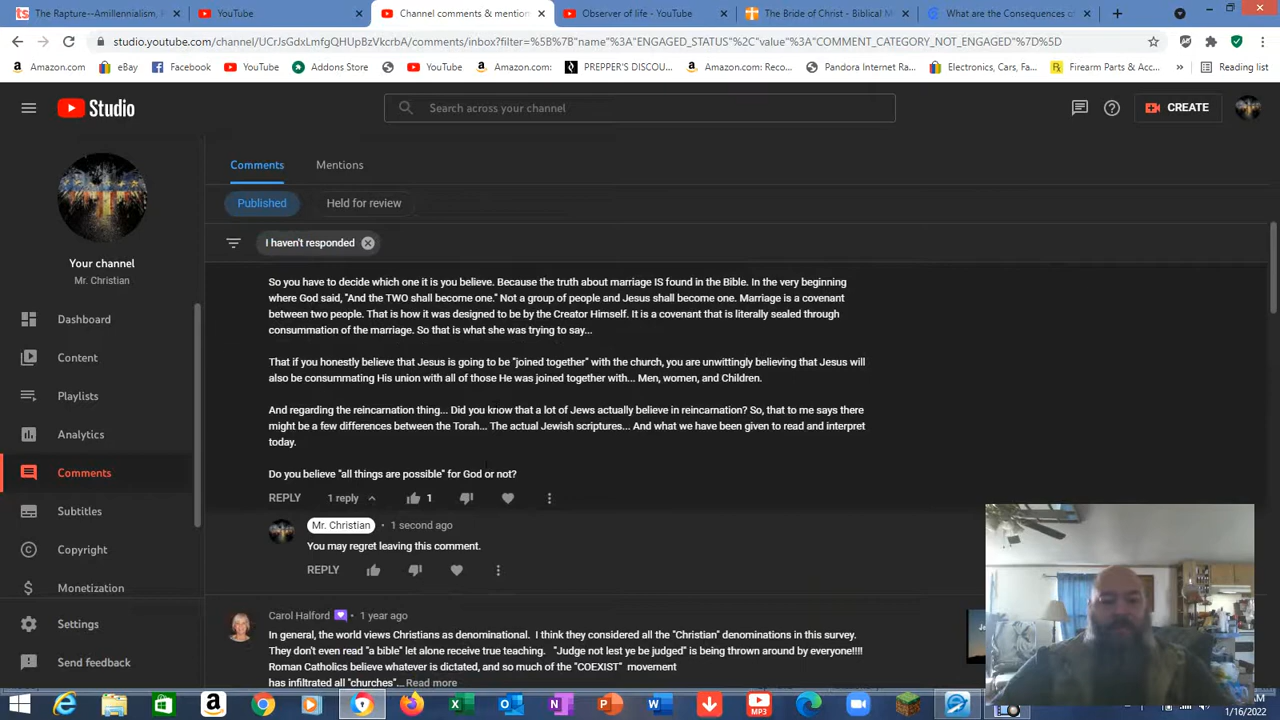 The Rapture--Amillennialism, P
YouTube
Channel comments & mention
Observer of life - YouTube
The Bride of Christ - Biblical M
What are the Consequences of
studio.youtube.com/channel/UCrJsGdxLmfgQHUpBzVkcrbA/comments/inbox?filter=%5B%7B"name"%3A"ENGAGED_STATUS"%2C"value"%3A"COMMENT_CATEGORY_NOT_ENGAGED"%7D%5D
Amazon.com
eBay
Facebook
YouTube
Addons Store
YouTube
Amazon.com:
PREPPER'S DISCOU...
Amazon.com: Reco...
Pandora Internet Ra...
Electronics, Cars, Fa...
Firearm Parts & Acc...
»
Reading list
Studio
Search across your channel
CREATE
Your channel
Mr. Christian
Dashboard
Content
Playlists
Analytics
Comments
Subtitles
Copyright
Monetization
Settings
Send feedback
Comments
Mentions
Published
Held for review
I haven't responded
So you have to decide which one it is you believe. Because the truth about marriage IS found in the Bible. In the very beginning
where God said, "And the TWO shall become one." Not a group of people and Jesus shall become one. Marriage is a covenant
between two people. That is how it was designed to be by the Creator Himself. It is a covenant that is literally sealed through
consummation of the marriage. So that is what she was trying to say...
That if you honestly believe that Jesus is going to be "joined together" with the church, you are unwittingly believing that Jesus will
also be consummating His union with all of those He was joined together with... Men, women, and Children.
And regarding the reincarnation thing... Did you know that a lot of Jews actually believe in reincarnation? So, that to me says there
might be a few differences between the Torah... The actual Jewish scriptures... And what we have been given to read and interpret
today.
Do you believe "all things are possible" for God or not?
REPLY
1 reply
1
Mr. Christian
• 1 second ago
You may regret leaving this comment.
REPLY
Carol Halford
• 1 year ago
In general, the world views Christians as denominational. I think they considered all the "Christian" denominations in this survey.
They don't even read "a bible" let alone receive true teaching. "Judge not lest ye be judged" is being thrown around by everyone!!!!
Roman Catholics believe whatever is dictated, and so much of the "COEXIST" movement
has infiltrated all "churches"... Read more
1/16/2022